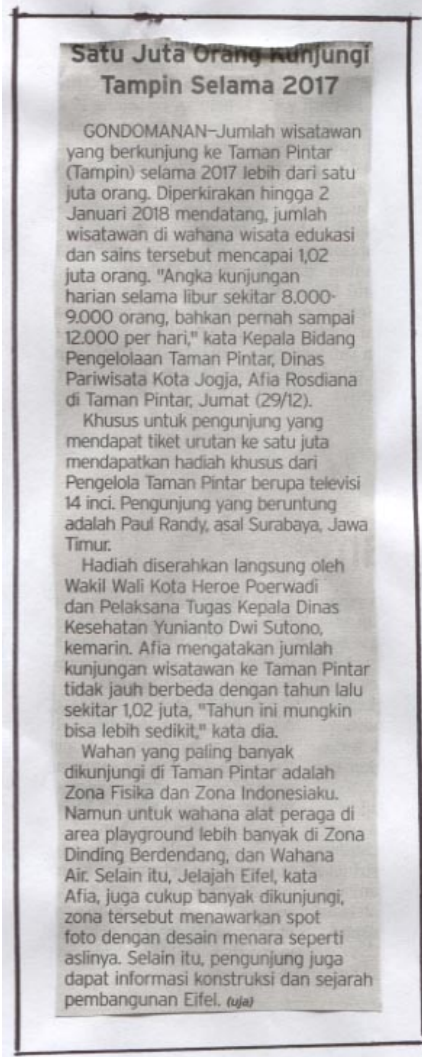 Satu Juta Orang Kunjungi
Tampin Selama 2017
GONDOMANAN–Jumlah wisatawan
yang berkunjung ke Taman Pintar
(Tampin) selama 2017 lebih dari satu
juta orang. Diperkirakan hingga 2
Januari 2018 mendatang, jumlah
wisatawan di wahana wisata edukasi
dan sains tersebut mencapai 1,02
juta orang. "Angka kunjungan
harian selama libur sekitar 8.000-
9.000 orang, bahkan pernah sampai
12.000 per hari," kata Kepala Bidang
Pengelolaan Taman Pintar, Dinas
Pariwisata Kota Jogja, Afia Rosdiana
di Taman Pintar, Jumat (29/12).
Khusus untuk pengunjung yang
mendapat tiket urutan ke satu juta
mendapatkan hadiah khusus dari
Pengelola Taman Pintar berupa televisi
14 inci. Pengunjung yang beruntung
adalah Paul Randy, asal Surabaya, Jawa
Timur.
Hadiah diserahkan langsung oleh
Wakil Wali Kota Heroe Poerwadi
dan Pelaksana Tugas Kepala Dinas
Kesehatan Yunianto Dwi Sutono,
kemarin. Afia mengatakan jumlah
kunjungan wisatawan ke Taman Pintar
tidak jauh berbeda dengan tahun lalu
sekitar 1,02 juta, "Tahun ini mungkin
bisa lebih sedikit," kata dia.
Wahan yang paling banyak
dikunjungi di Taman Pintar adalah
Zona Fisika dan Zona Indonesiaku.
Namun untuk wahana alat peraga di
area playground lebih banyak di Zona
Dinding Berdendang, dan Wahana
Air. Selain itu, Jelajah Eifel, kata
Afia, juga cukup banyak dikunjungi,
zona tersebut menawarkan spot
foto dengan desain menara seperti
aslinya. Selain itu, pengunjung juga
dapat informasi konstruksi dan sejarah
pembangunan Eifel. (uja)